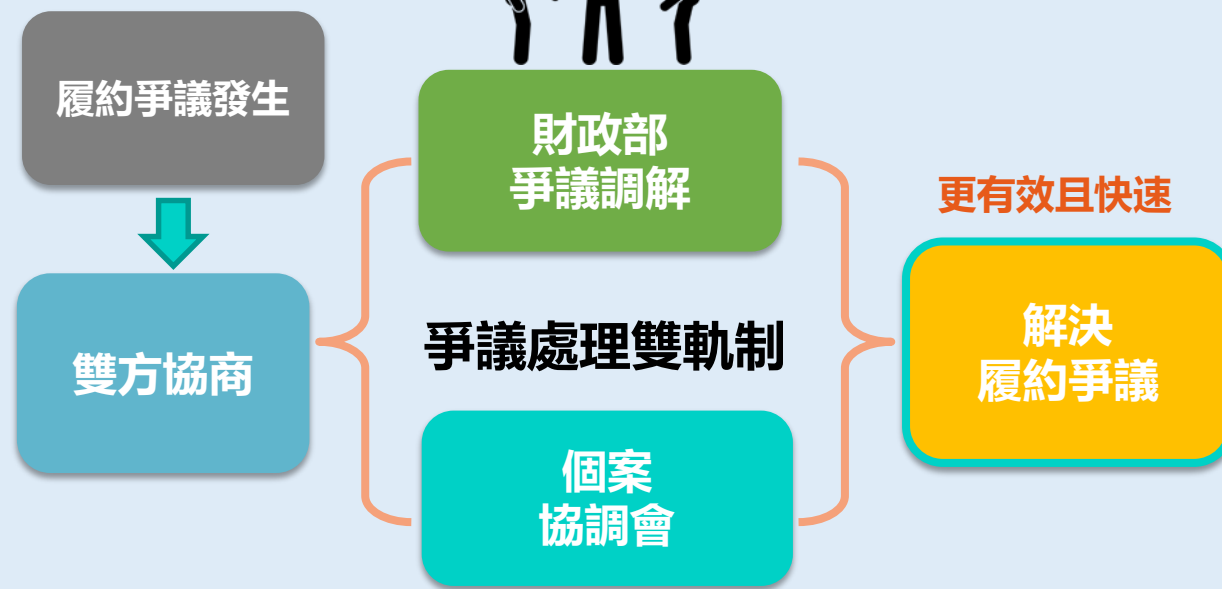 履約爭議發生
雙方協商
財政部
爭議調解
爭議處理雙軌制
個案
協調會
更有效且快速
解決
履約爭議